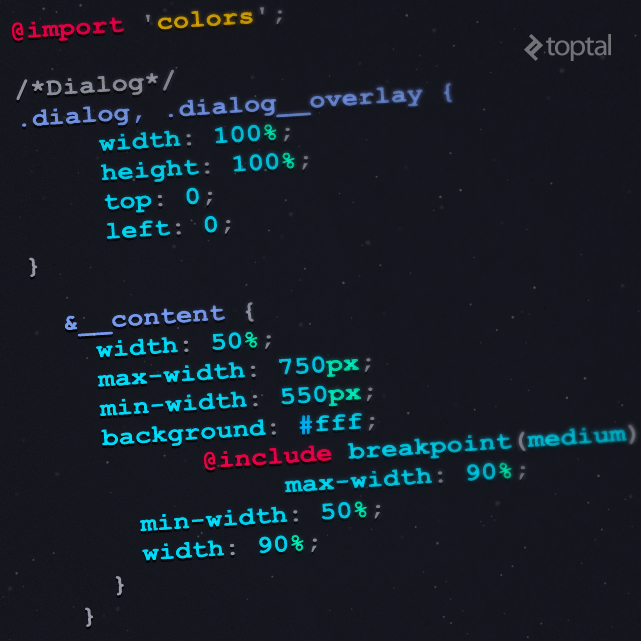 @import 'colors';
toptal
/*Dialog*/
.dialog, .dialog__overlay {
width: 100%;
height: 100%;
top: 0;
left: 0;
}
&__content {
width: 50%;
max-width: 750px;
min-width: 550px;
background: #fff;
@include breakpoint(medium)
max-width: 90%;
min-width: 50%;
width: 90%;
}
}